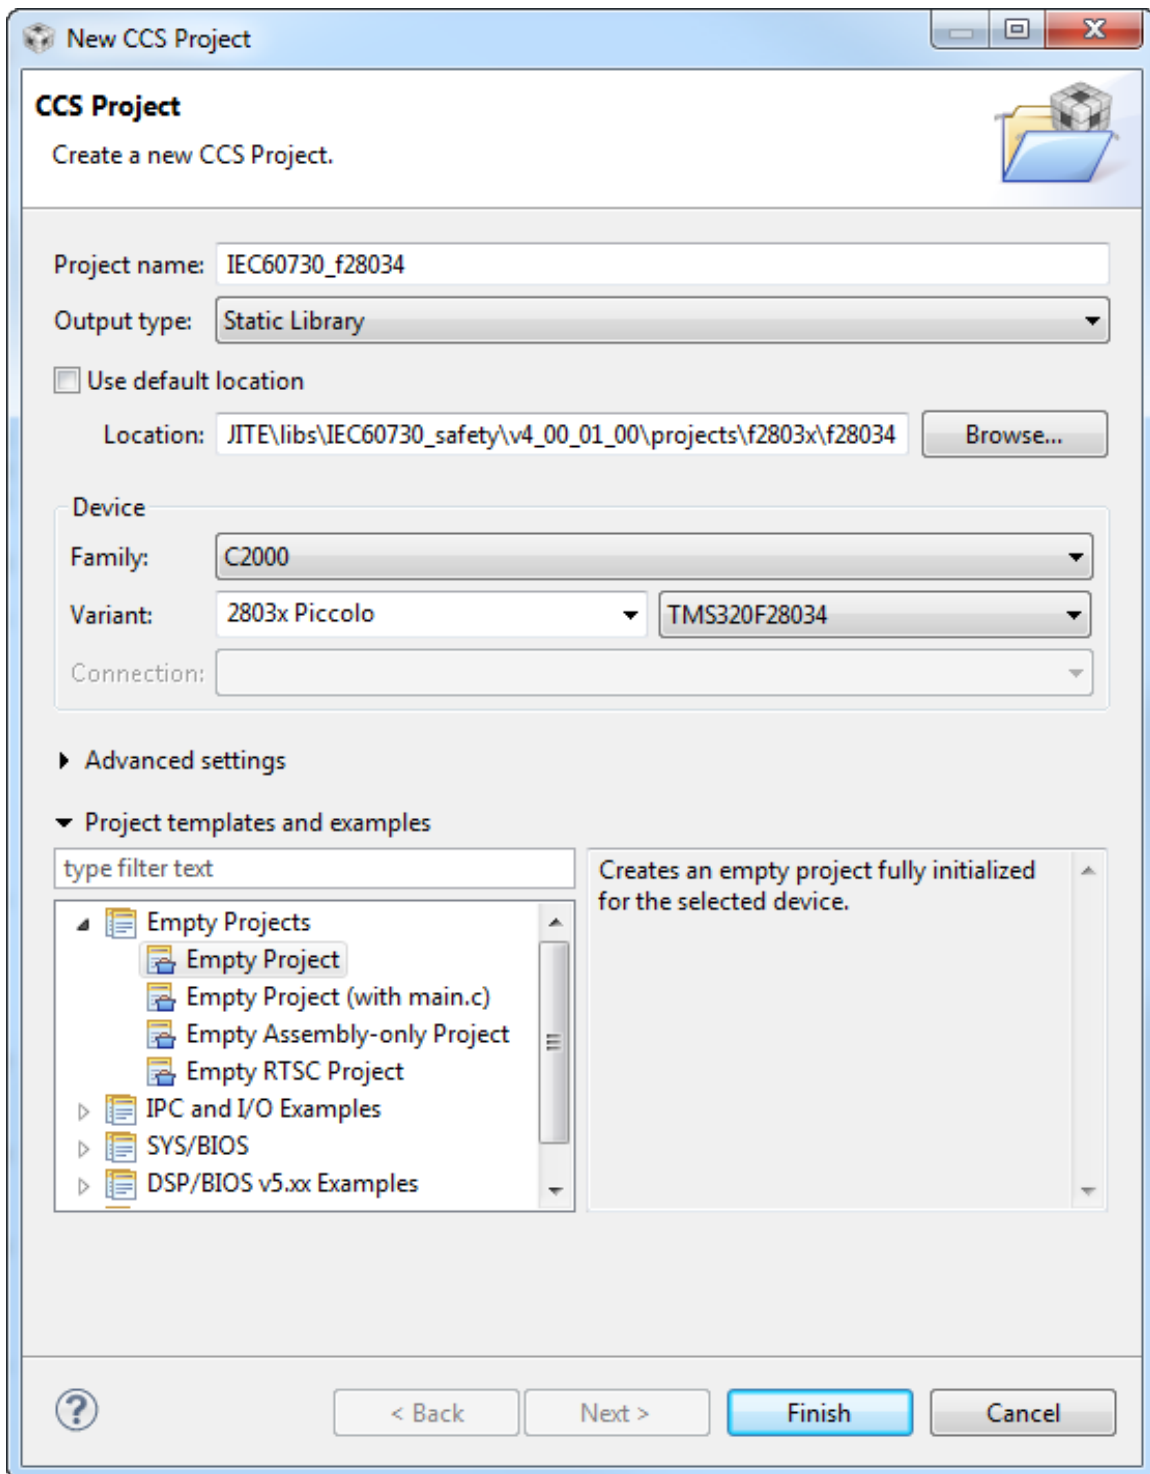 New CCS Project
CCS Project
Create a new CCS Project.
Project name: IEC60730_f28034
Output type: Static Library
Use default location
Location: JITE\libs\IEC60730_safety\v4_00_01_00\projects\f2803x\f28034 Browse...
Device
Family: C2000
Variant: 2803x Piccolo TMS320F28034
Connection:
Advanced settings
Project templates and examples
type filter text
Creates an empty project fully initialized
for the selected device.
Empty Projects
Empty Project
Empty Project (with main.c)
Empty Assembly-only Project
Empty RTSC Project
IPC and I/O Examples
SYS/BIOS
DSP/BIOS v5.xx Examples
? < Back Next > Finish Cancel